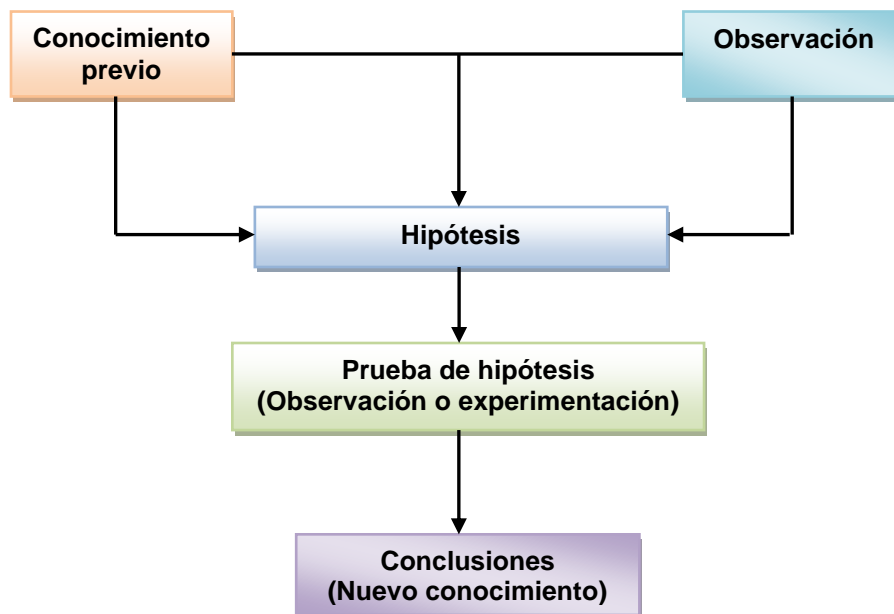 Conocimiento
previo
Observación
Hipótesis
Prueba de hipótesis
(Observación o experimentación)
Conclusiones
(Nuevo conocimiento)